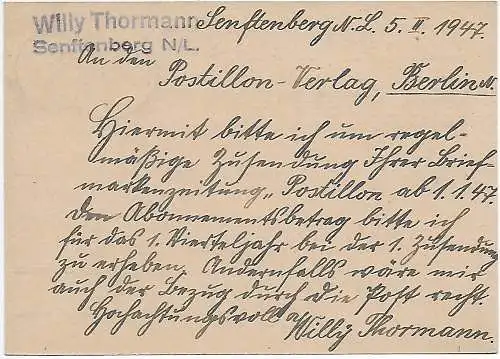 Willy Thormann
Senftenberg N/L.
Senftenberg N.L. 5. II. 1947.
An den
Postillon-Verlag, Berlin N.
Hiermit bitte ich um regel-
mäßige Zusendung Ihrer Brief-
markenzeitung „Postillon ab 1.1.47.
Den Abonnementsbetrag bitte ich
für das 1. Vierteljahr bei der 1. Zusendung
zu erheben. Andernfalls wäre mir
auch der Bezug durch die Post recht.
Hochachtungsvoll
Willy Thormann.